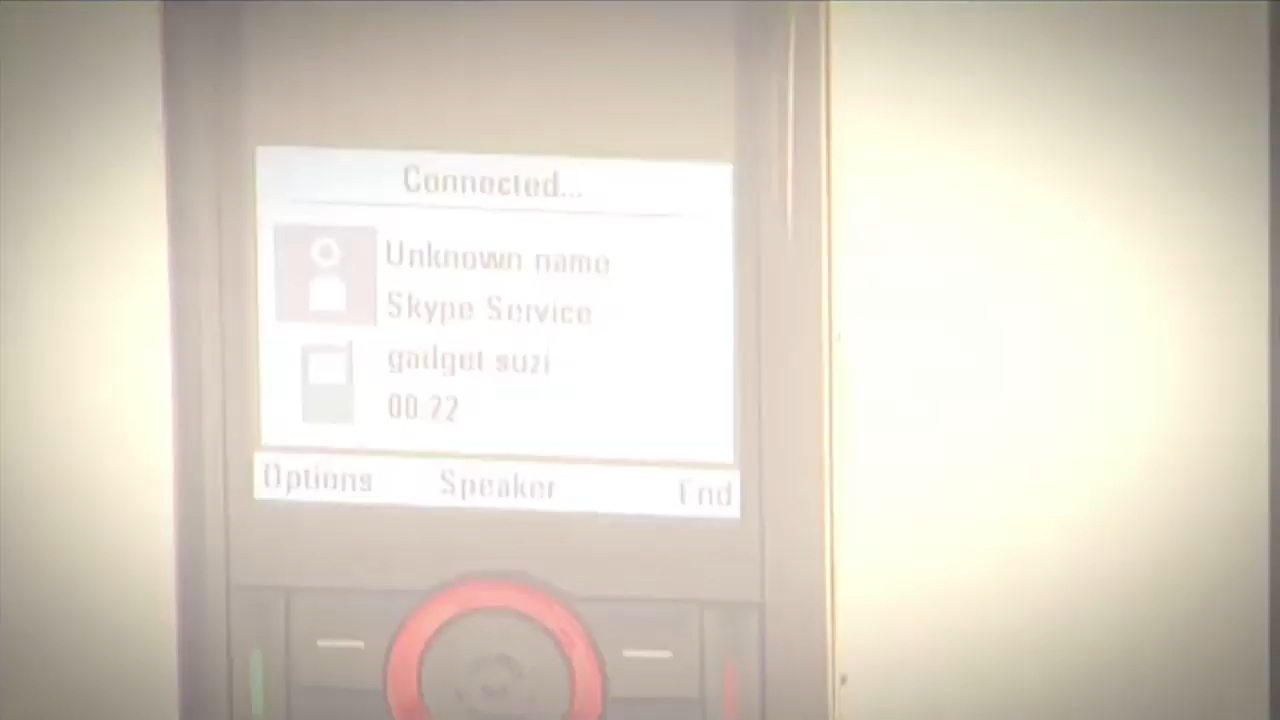 Connected...
Unknown name
Skype Service
gadget suzi
00:22
Options Speaker End